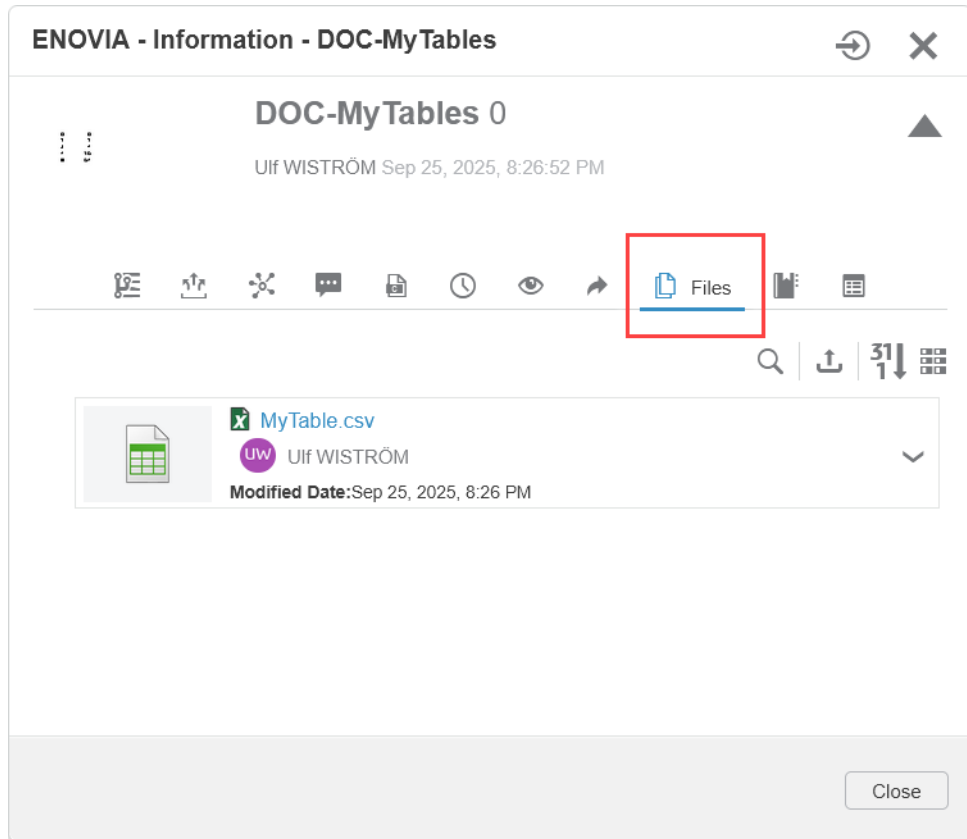 ENOVIA - Information - DOC-MyTables
DOC-MyTables 0
Ulf WISTRÖM Sep 25, 2025, 8:26:52 PM
Files
31
1
MyTable.csv
UW Ulf WISTRÖM
Modified Date:Sep 25, 2025, 8:26 PM
Close